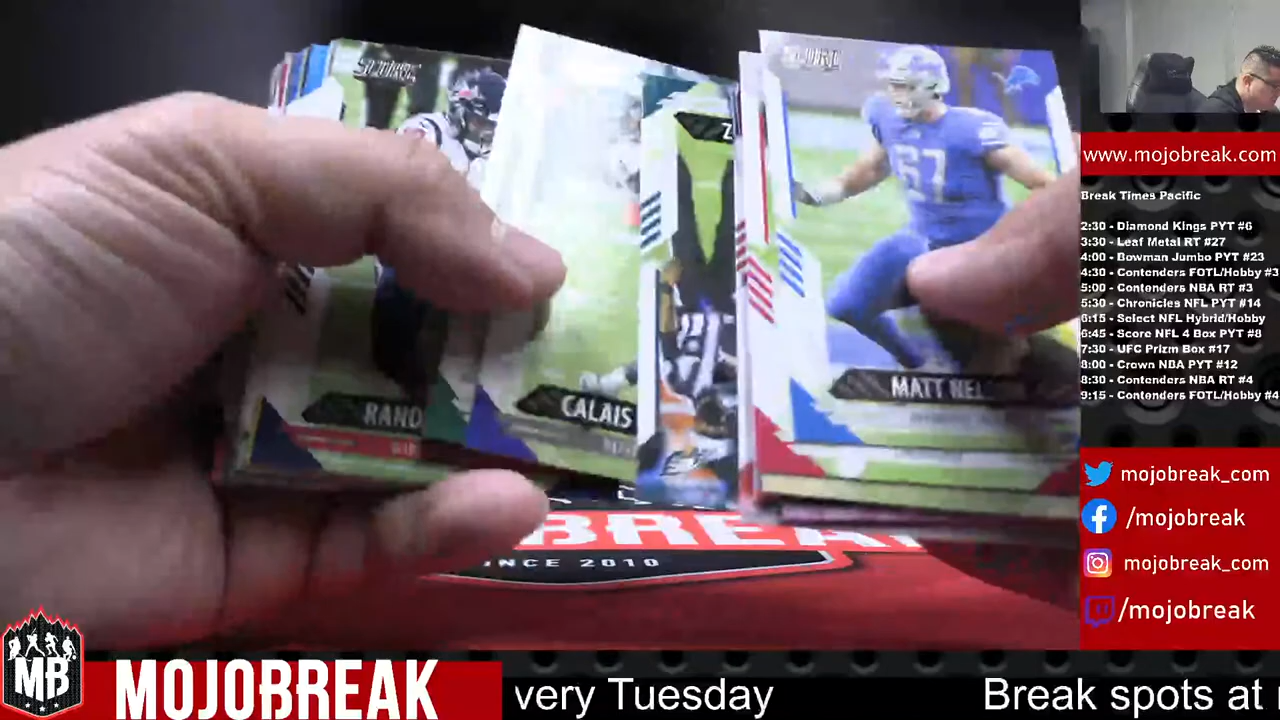 SCORE
67
RAND
CALAIS
Z
MATT NEL
BREA
INCE 2010
www.mojobreak.com
Break Times Pacific
2:30 - Diamond Kings PYT #6
3:30 - Leaf Metal RT #27
4:00 - Bowman Jumbo PYT #23
4:30 - Contenders FOTL/Hobby #3
5:00 - Contenders NBA RT #3
5:30 - Chronicles NFL PYT #14
6:15 - Select NFL Hybrid/Hobby
6:45 - Score NFL 4 Box PYT #8
7:30 - UFC Prizm Box #17
8:00 - Crown NBA PYT #12
8:30 - Contenders NBA RT #4
9:15 - Contenders FOTL/Hobby #4
mojobreak_com
/mojobreak
mojobreak_com
/mojobreak
MB
MOJOBREAK
very Tuesday
Break spots at